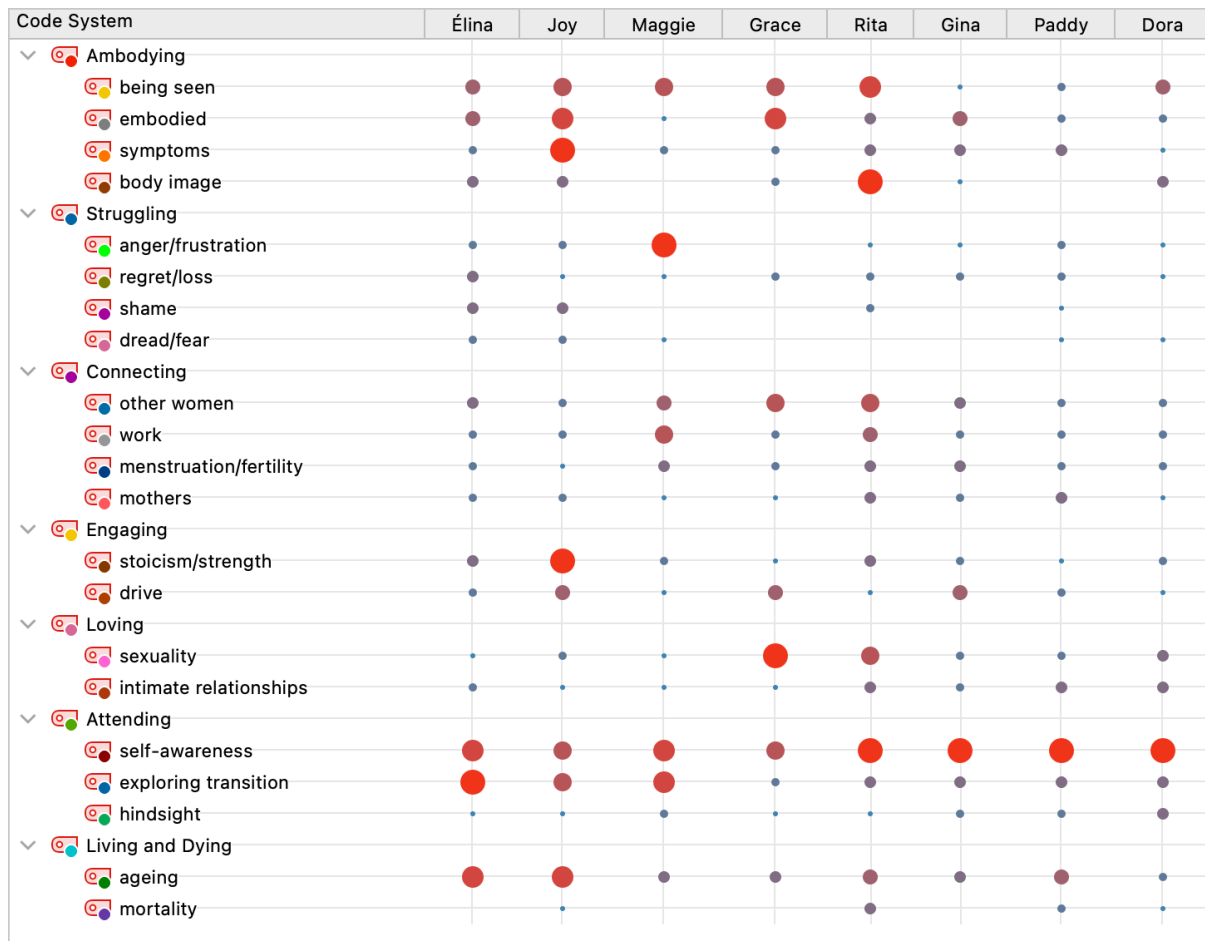 Code System Élina Joy Maggie Grace Rita Gina Paddy Dora
Ambodying
being seen
embodied
symptoms
body image
Struggling
anger/frustration
regret/loss
shame
dread/fear
Connecting
other women
work
menstruation/fertility
mothers
Engaging
stoicism/strength
drive
Loving
sexuality
intimate relationships
Attending
self-awareness
exploring transition
hindsight
Living and Dying
ageing
mortality